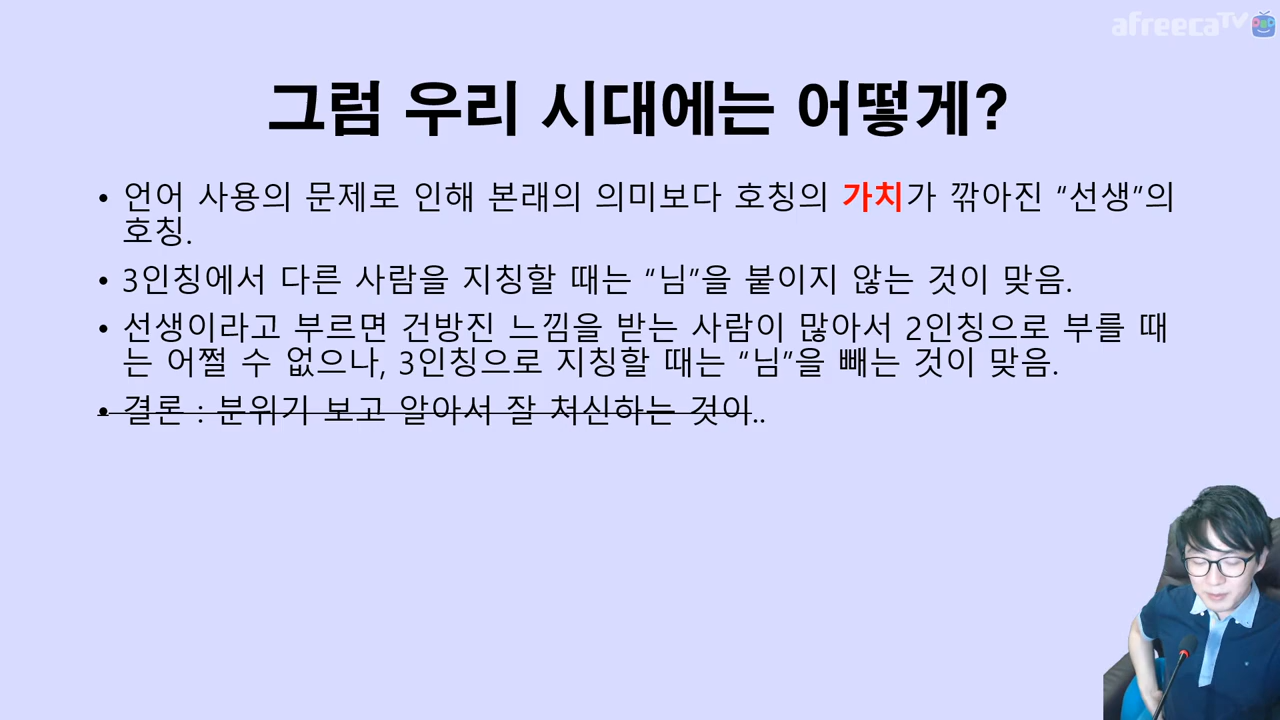 afreecaTV
그럼 우리 시대에는 어떻게?
• 언어 사용의 문제로 인해 본래의 의미보다 호칭의 가치가 깎아진 “선생”의
호칭.
• 3인칭에서 다른 사람을 지칭할 때는 “님”을 붙이지 않는 것이 맞음.
• 선생이라고 부르면 건방진 느낌을 받는 사람이 많아서 2인칭으로 부를 때
는 어쩔 수 없으나, 3인칭으로 지칭할 때는 “님”을 빼는 것이 맞음.
• 결론 : 분위기 보고 알아서 잘 처신하는 것이..